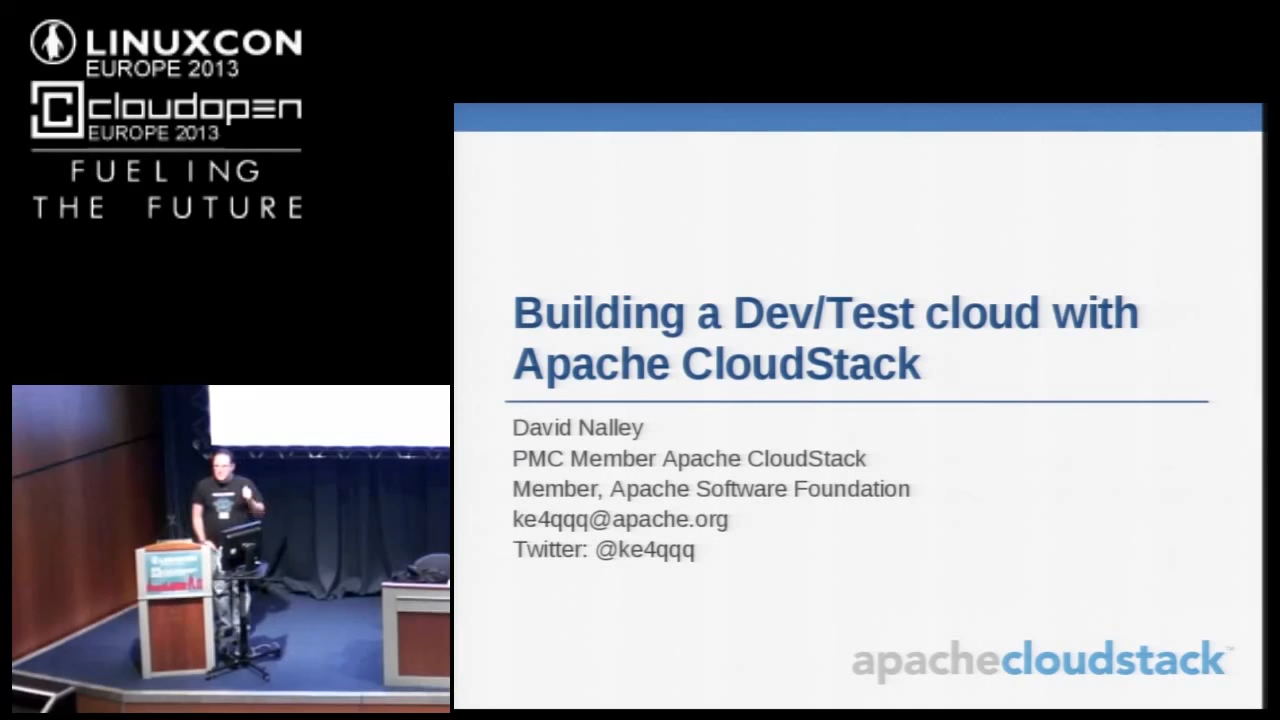 LINUXCON
EUROPE 2013
cloudopen
EUROPE 2013
FUELING
THE FUTURE
Building a Dev/Test cloud with
Apache CloudStack
David Nalley
PMC Member Apache CloudStack
Member, Apache Software Foundation
ke4qqq@apache.org
Twitter: @ke4qqq
apachecloudstack™